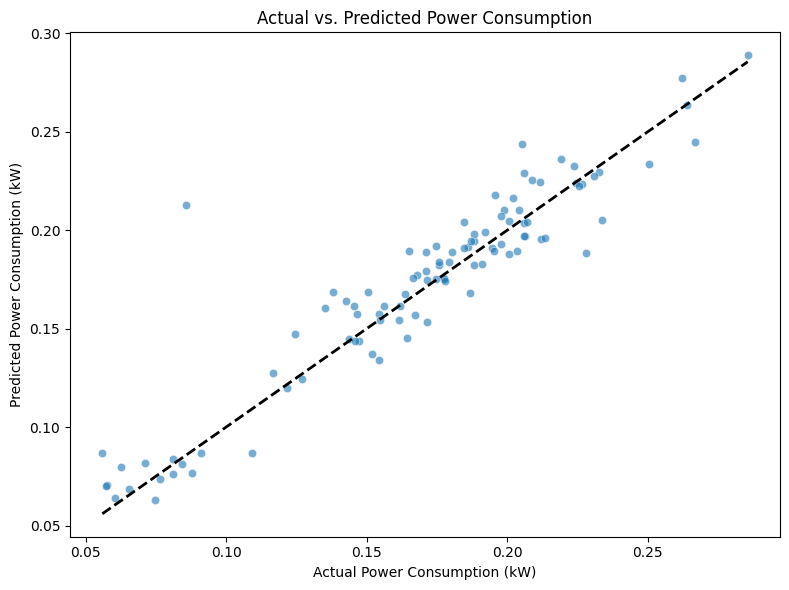 Actual vs. Predicted Power Consumption
Predicted Power Consumption (kW)
0.30
0.25
0.20
0.15
0.10
0.05
0.05 0.10 0.15 0.20 0.25
Actual Power Consumption (kW)